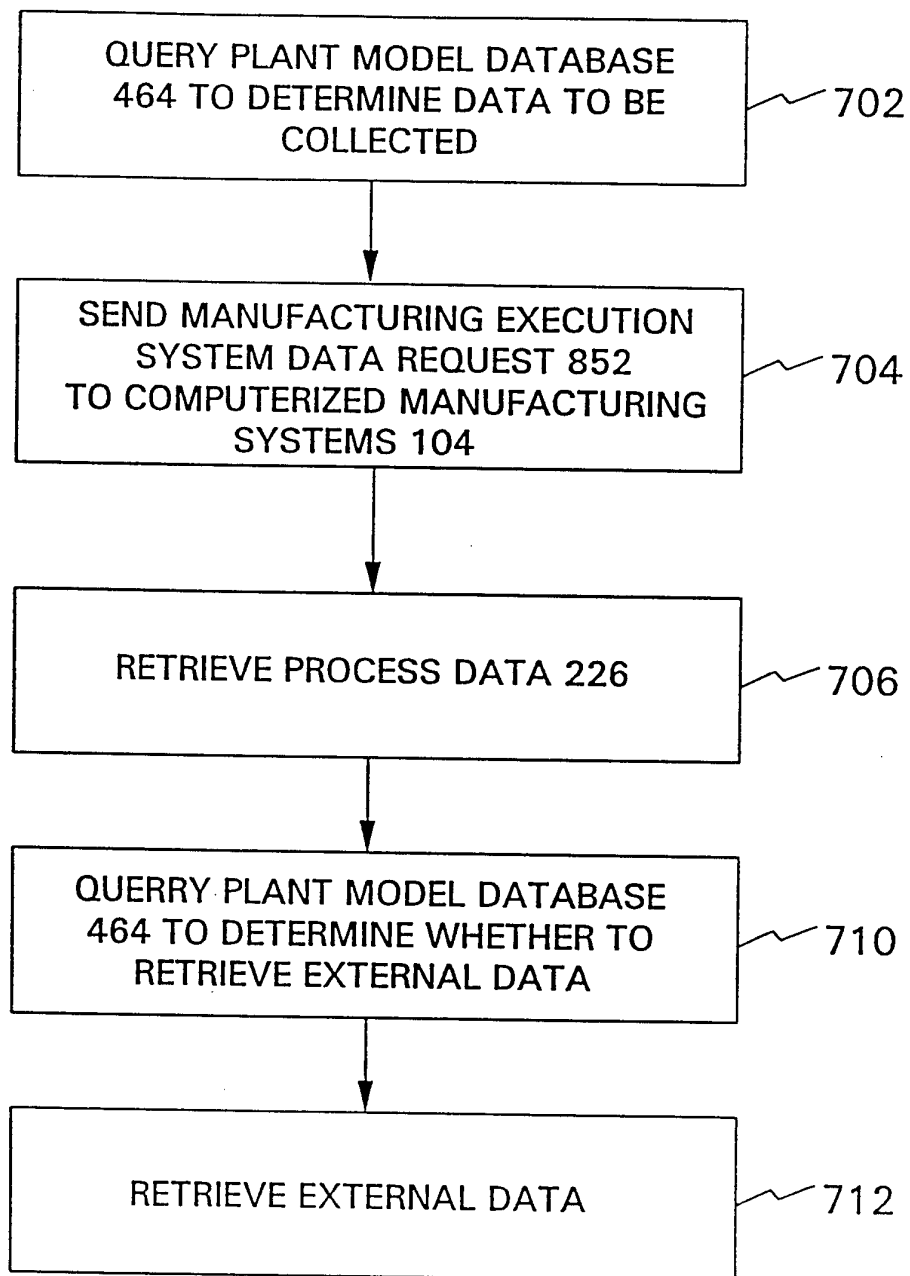 QUERY PLANT MODEL DATABASE
464 TO DETERMINE DATA TO BE
COLLECTED
702
SEND MANUFACTURING EXECUTION
SYSTEM DATA REQUEST 852
TO COMPUTERIZED MANUFACTURING
SYSTEMS 104
704
RETRIEVE PROCESS DATA 226
706
QUERRY PLANT MODEL DATABASE
464 TO DETERMINE WHETHER TO
RETRIEVE EXTERNAL DATA
710
RETRIEVE EXTERNAL DATA
712